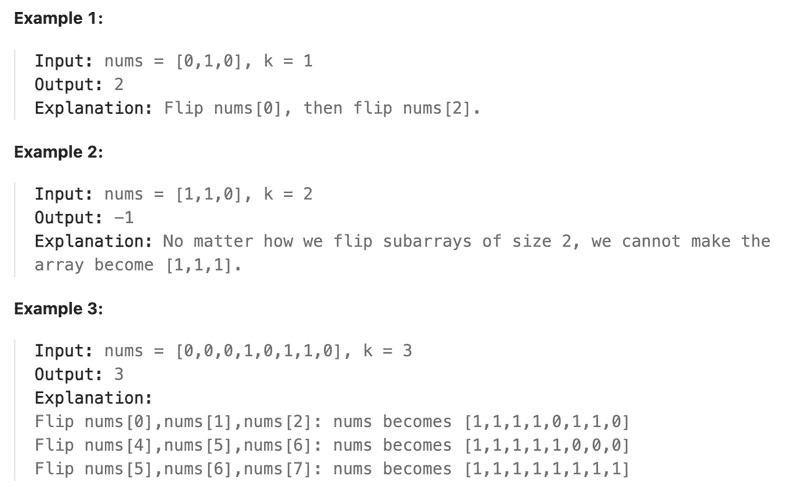 Example 1:
Input: nums = [0,1,0], k = 1
Output: 2
Explanation: Flip nums[0], then flip nums[2].
Example 2:
Input: nums = [1,1,0], k = 2
Output: -1
Explanation: No matter how we flip subarrays of size 2, we cannot make the
array become [1,1,1].
Example 3:
Input: nums = [0,0,0,1,0,1,1,0], k = 3
Output: 3
Explanation:
Flip nums[0],nums[1],nums[2]: nums becomes [1,1,1,1,0,1,1,0]
Flip nums[4],nums[5],nums[6]: nums becomes [1,1,1,1,1,0,0,0]
Flip nums[5],nums[6],nums[7]: nums becomes [1,1,1,1,1,1,1,1]